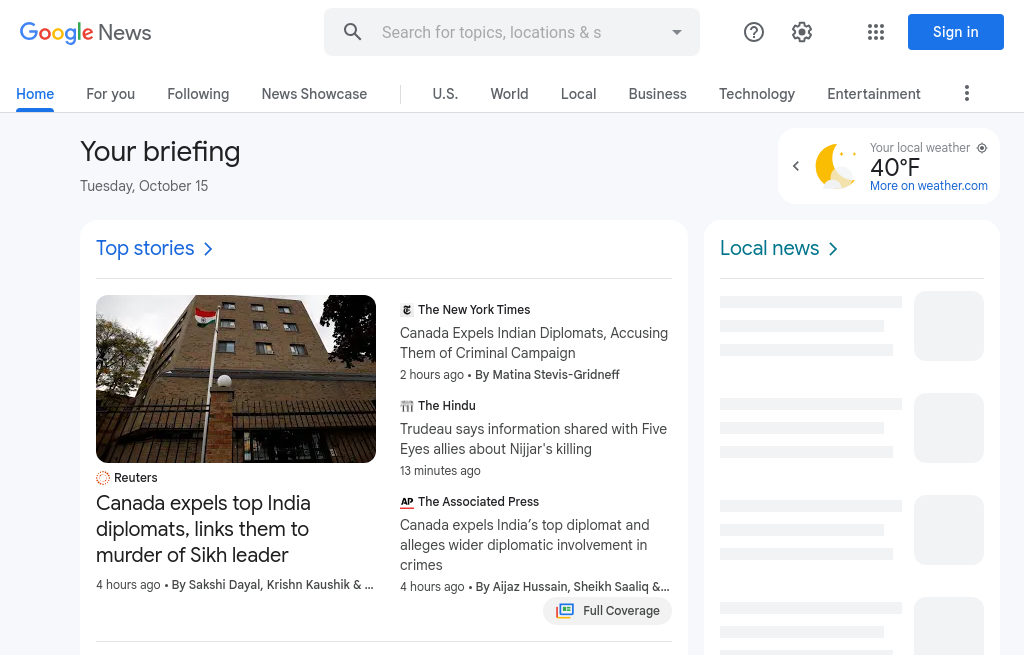 Google News
Search for topics, locations & s
Sign in
Home
For you
Following
News Showcase
U.S.
World
Local
Business
Technology
Entertainment
Your briefing
Tuesday, October 15
Your local weather
40°F
More on weather.com
Top stories
Reuters
Canada expels top India
diplomats, links them to
murder of Sikh leader
4 hours ago • By Sakshi Dayal, Krishn Kaushik & ...
The New York Times
Canada Expels Indian Diplomats, Accusing
Them of Criminal Campaign
2 hours ago • By Matina Stevis-Gridneff
The Hindu
Trudeau says information shared with Five
Eyes allies about Nijjar's killing
13 minutes ago
AP The Associated Press
Canada expels India’s top diplomat and
alleges wider diplomatic involvement in
crimes
4 hours ago • By Aijaz Hussain, Sheikh Saaliq &...
Full Coverage
Local news